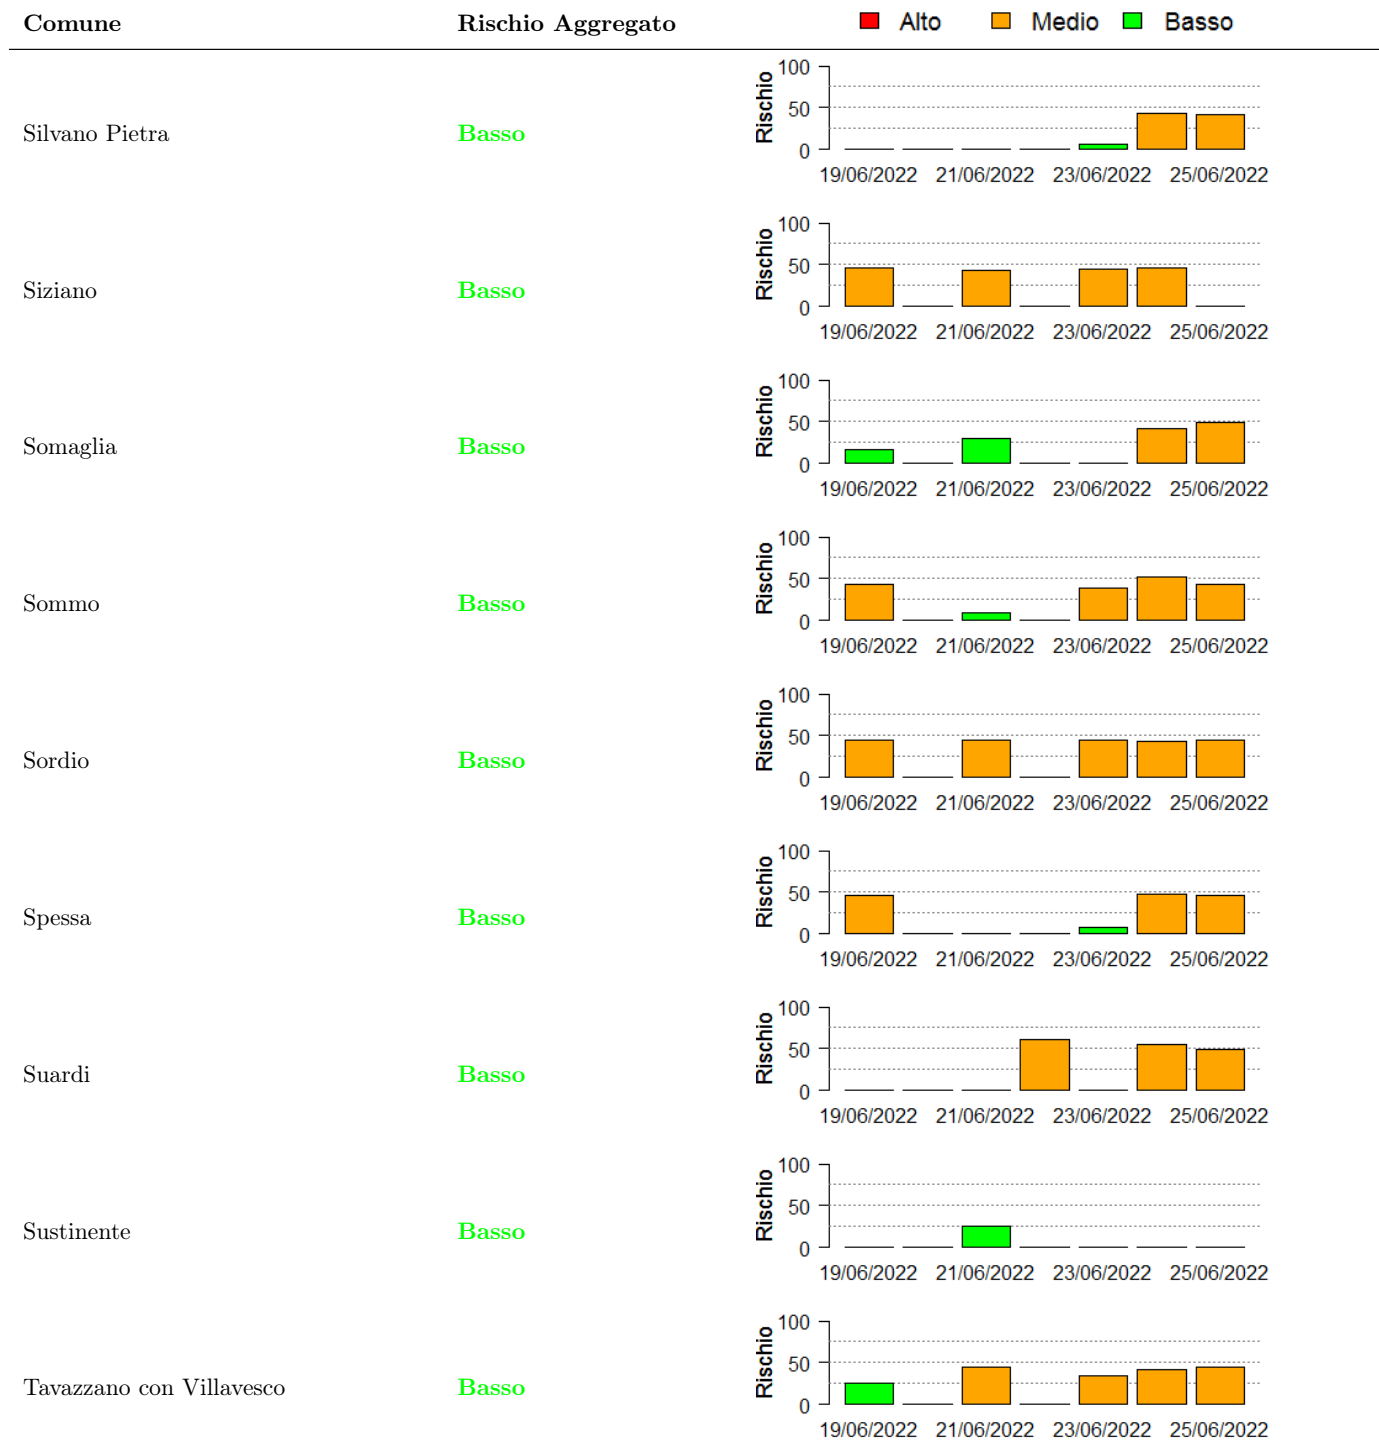 Comune Rischio Aggregato Alto Medio Basso
Silvano Pietra Basso Rischio 100 50 0
19/06/2022 21/06/2022 23/06/2022 25/06/2022
Siziano Basso Rischio 100 50 0
19/06/2022 21/06/2022 23/06/2022 25/06/2022
Somaglia Basso Rischio 100 50 0
19/06/2022 21/06/2022 23/06/2022 25/06/2022
Sommo Basso Rischio 100 50 0
19/06/2022 21/06/2022 23/06/2022 25/06/2022
Sordio Basso Rischio 100 50 0
19/06/2022 21/06/2022 23/06/2022 25/06/2022
Spessa Basso Rischio 100 50 0
19/06/2022 21/06/2022 23/06/2022 25/06/2022
Suardi Basso Rischio 100 50 0
19/06/2022 21/06/2022 23/06/2022 25/06/2022
Sustinente Basso Rischio 100 50 0
19/06/2022 21/06/2022 23/06/2022 25/06/2022
Tavazzano con Villavesco Basso Rischio 100 50 0
19/06/2022 21/06/2022 23/06/2022 25/06/2022